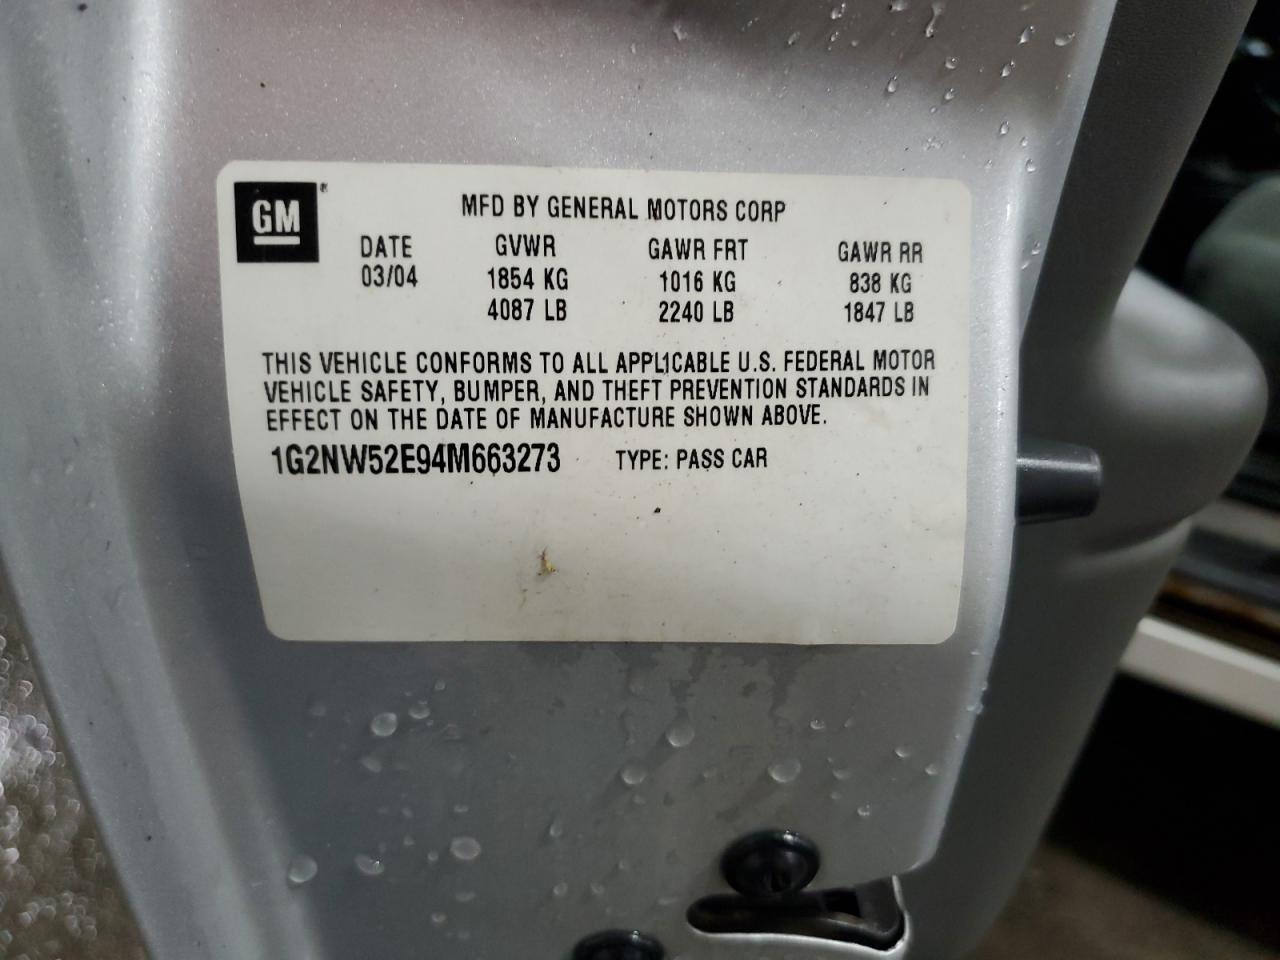 GM®
MFD BY GENERAL MOTORS CORP
DATE GVWR GAWR FRT GAWR RR
03/04 1854 KG 1016 KG 838 KG
4087 LB 2240 LB 1847 LB
THIS VEHICLE CONFORMS TO ALL APPLICABLE U.S. FEDERAL MOTOR
VEHICLE SAFETY, BUMPER, AND THEFT PREVENTION STANDARDS IN
EFFECT ON THE DATE OF MANUFACTURE SHOWN ABOVE.
1G2NW52E94M663273 TYPE: PASS CAR